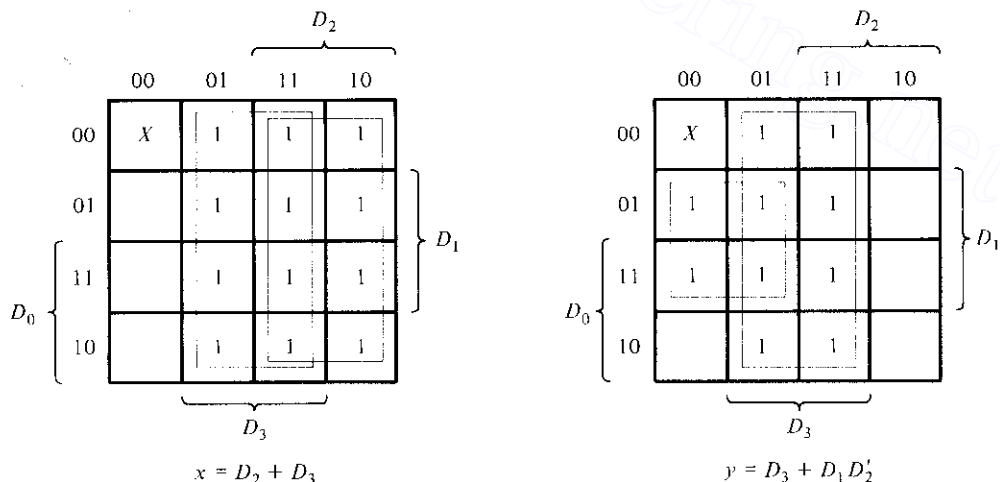 D₂
00 01 11 10
00 X 1 1 1
01 1 1 1
D₁
11 1 1 1
D₀
10 1 1 1
D₃
x = D₂ + D₃
D₂
00 01 11 10
00 X 1 1
01 1 1 1
D₁
11 1 1 1
D₀
10 1 1
D₃
y = D₃ + D₁D₂′